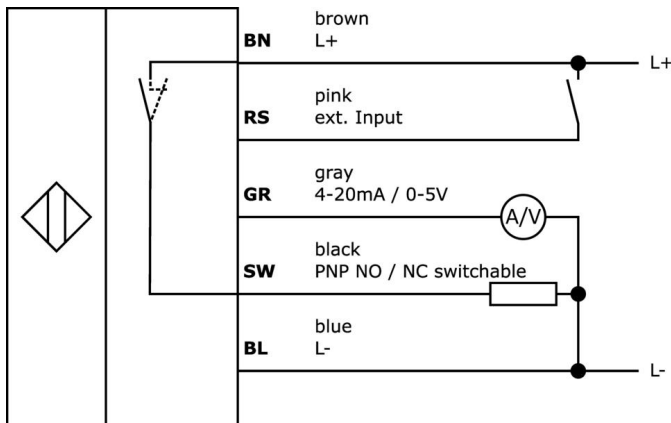 brown
BN L+
L+
pink
RS ext. Input
gray
GR 4-20mA / 0-5V
A/V
black
SW PNP NO / NC switchable
blue
BL L-
L-